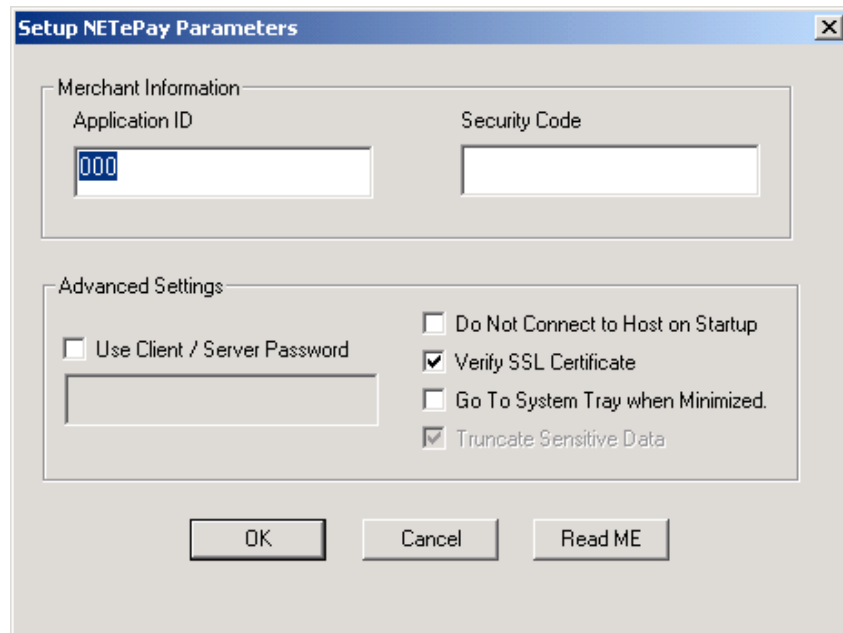 Setup NETePay Parameters
Merchant Information
Application ID
Security Code
000
Advanced Settings
Use Client / Server Password
Do Not Connect to Host on Startup
Verify SSL Certificate
Go To System Tray when Minimized.
Truncate Sensitive Data
OK
Cancel
Read ME